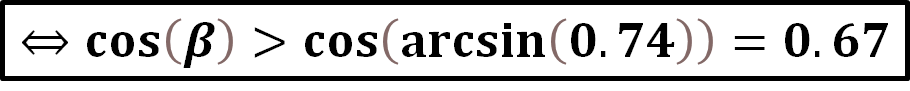 ⇔ cos(β) > cos(arcsin(0.74)) = 0.67